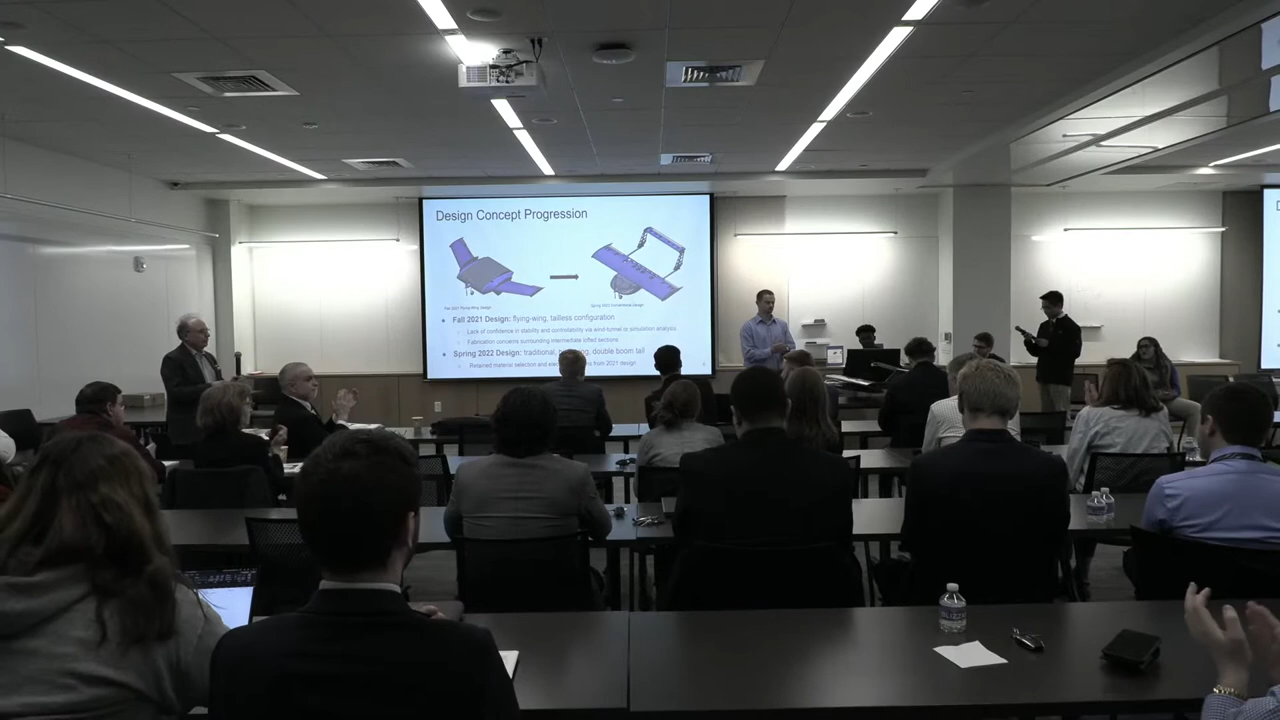 Design Concept Progression
Fall 2021 Flying-Wing Design
Spring 2022 Conventional Design
• Fall 2021 Design: flying-wing, tailless configuration
Lack of confidence in stability and controllability via wind-tunnel or simulation analysis
Fabrication concerns surrounding intermediate lofted sections
• Spring 2022 Design: traditional, double boom tail
Retained material selection and from 2021 design
D